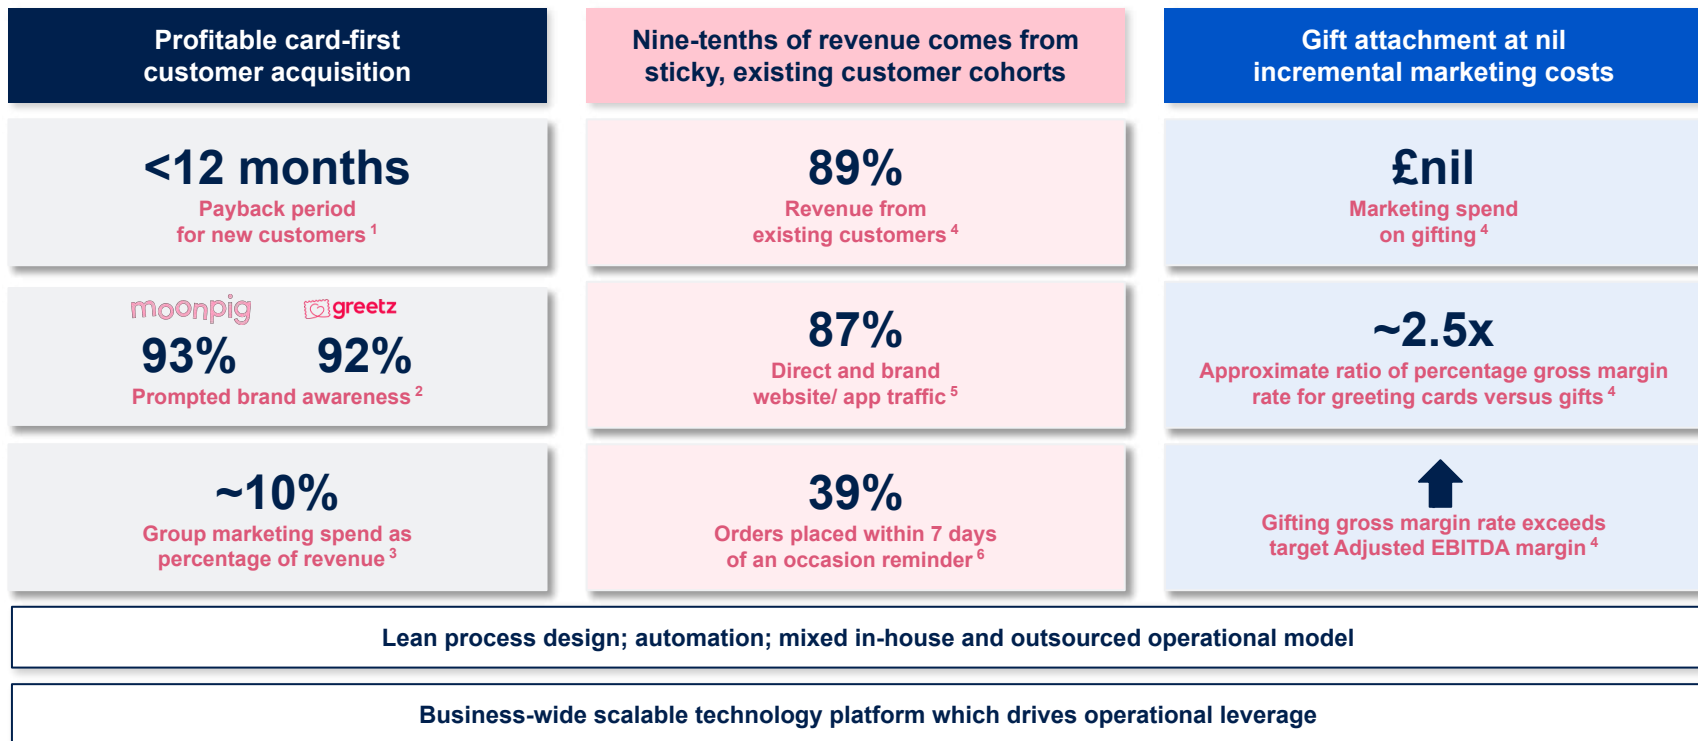 Profitable card-first
customer acquisition
<12 months
Payback period
for new customers 1
moonpig
greetz
93%
92%
Prompted brand awareness 2
~10%
Group marketing spend as
percentage of revenue 3
Nine-tenths of revenue comes from
sticky, existing customer cohorts
89%
Revenue from
existing customers 4
87%
Direct and brand
website/ app traffic 5
39%
Orders placed within 7 days
of an occasion reminder 6
Gift attachment at nil
incremental marketing costs
£nil
Marketing spend
on gifting 4
~2.5x
Approximate ratio of percentage gross margin
rate for greeting cards versus gifts 4
Gifting gross margin rate exceeds
target Adjusted EBITDA margin 4
Lean process design; automation; mixed in-house and outsourced operational model
Business-wide scalable technology platform which drives operational leverage